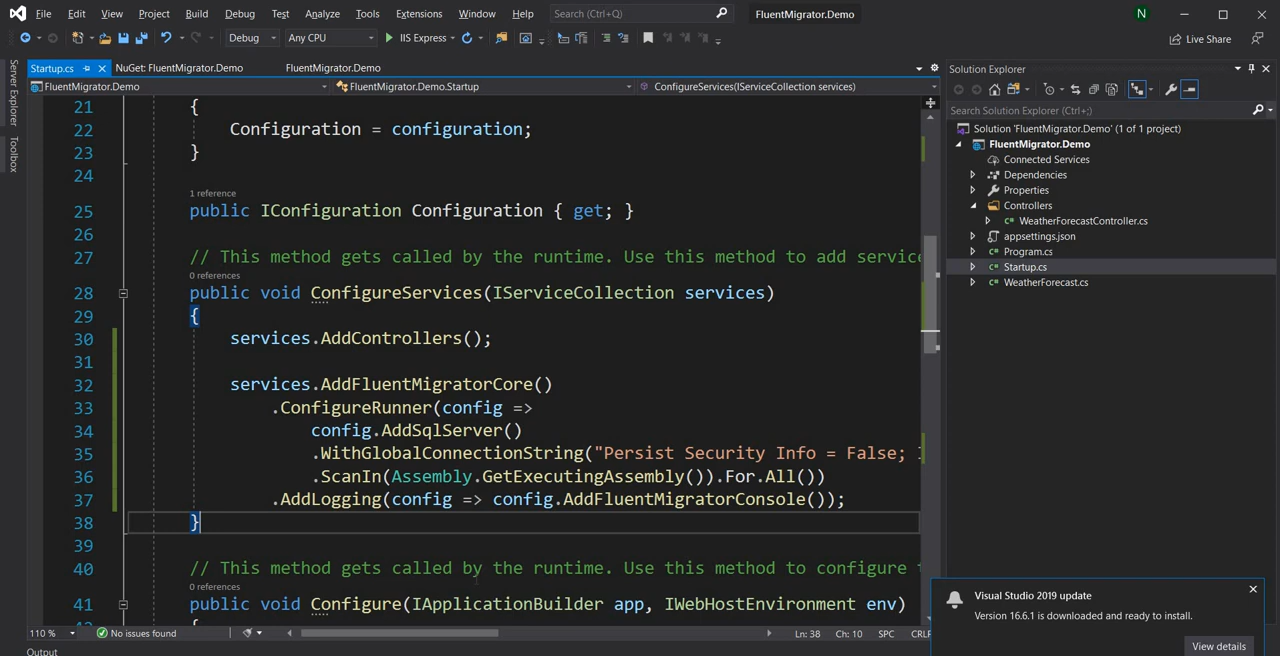 File Edit View Project Build Debug Test Analyze Tools Extensions Window Help Search (Ctrl+Q) FluentMigrator.Demo N
Debug Any CPU IIS Express Live Share
Server Explorer
Toolbox
Startup.cs NuGet: FluentMigrator.Demo FluentMigrator.Demo
FluentMigrator.Demo FluentMigrator.Demo.Startup ConfigureServices(IServiceCollection services)
21 {
22 Configuration = configuration;
23 }
24
1 reference
25 public IConfiguration Configuration { get; }
26
27 // This method gets called by the runtime. Use this method to add service
0 references
28 public void ConfigureServices(IServiceCollection services)
29 {
30 services.AddControllers();
31
32 services.AddFluentMigratorCore()
33 .ConfigureRunner(config =>
34 config.AddSqlServer()
35 .WithGlobalConnectionString("Persist Security Info = False;
36 .ScanIn(Assembly.GetExecutingAssembly()).For.All())
37 .AddLogging(config => config.AddFluentMigratorConsole());
38 }
39
40 // This method gets called by the runtime. Use this method to configure
0 references
41 public void Configure(IApplicationBuilder app, IWebHostEnvironment env)
110 % No issues found Ln: 38 Ch: 10 SPC CRLF
Output
Solution Explorer
Search Solution Explorer (Ctrl+;)
Solution 'FluentMigrator.Demo' (1 of 1 project)
FluentMigrator.Demo
Connected Services
Dependencies
Properties
Controllers
WeatherForecastController.cs
appsettings.json
Program.cs
Startup.cs
WeatherForecast.cs
Visual Studio 2019 update
Version 16.6.1 is downloaded and ready to install.
View details